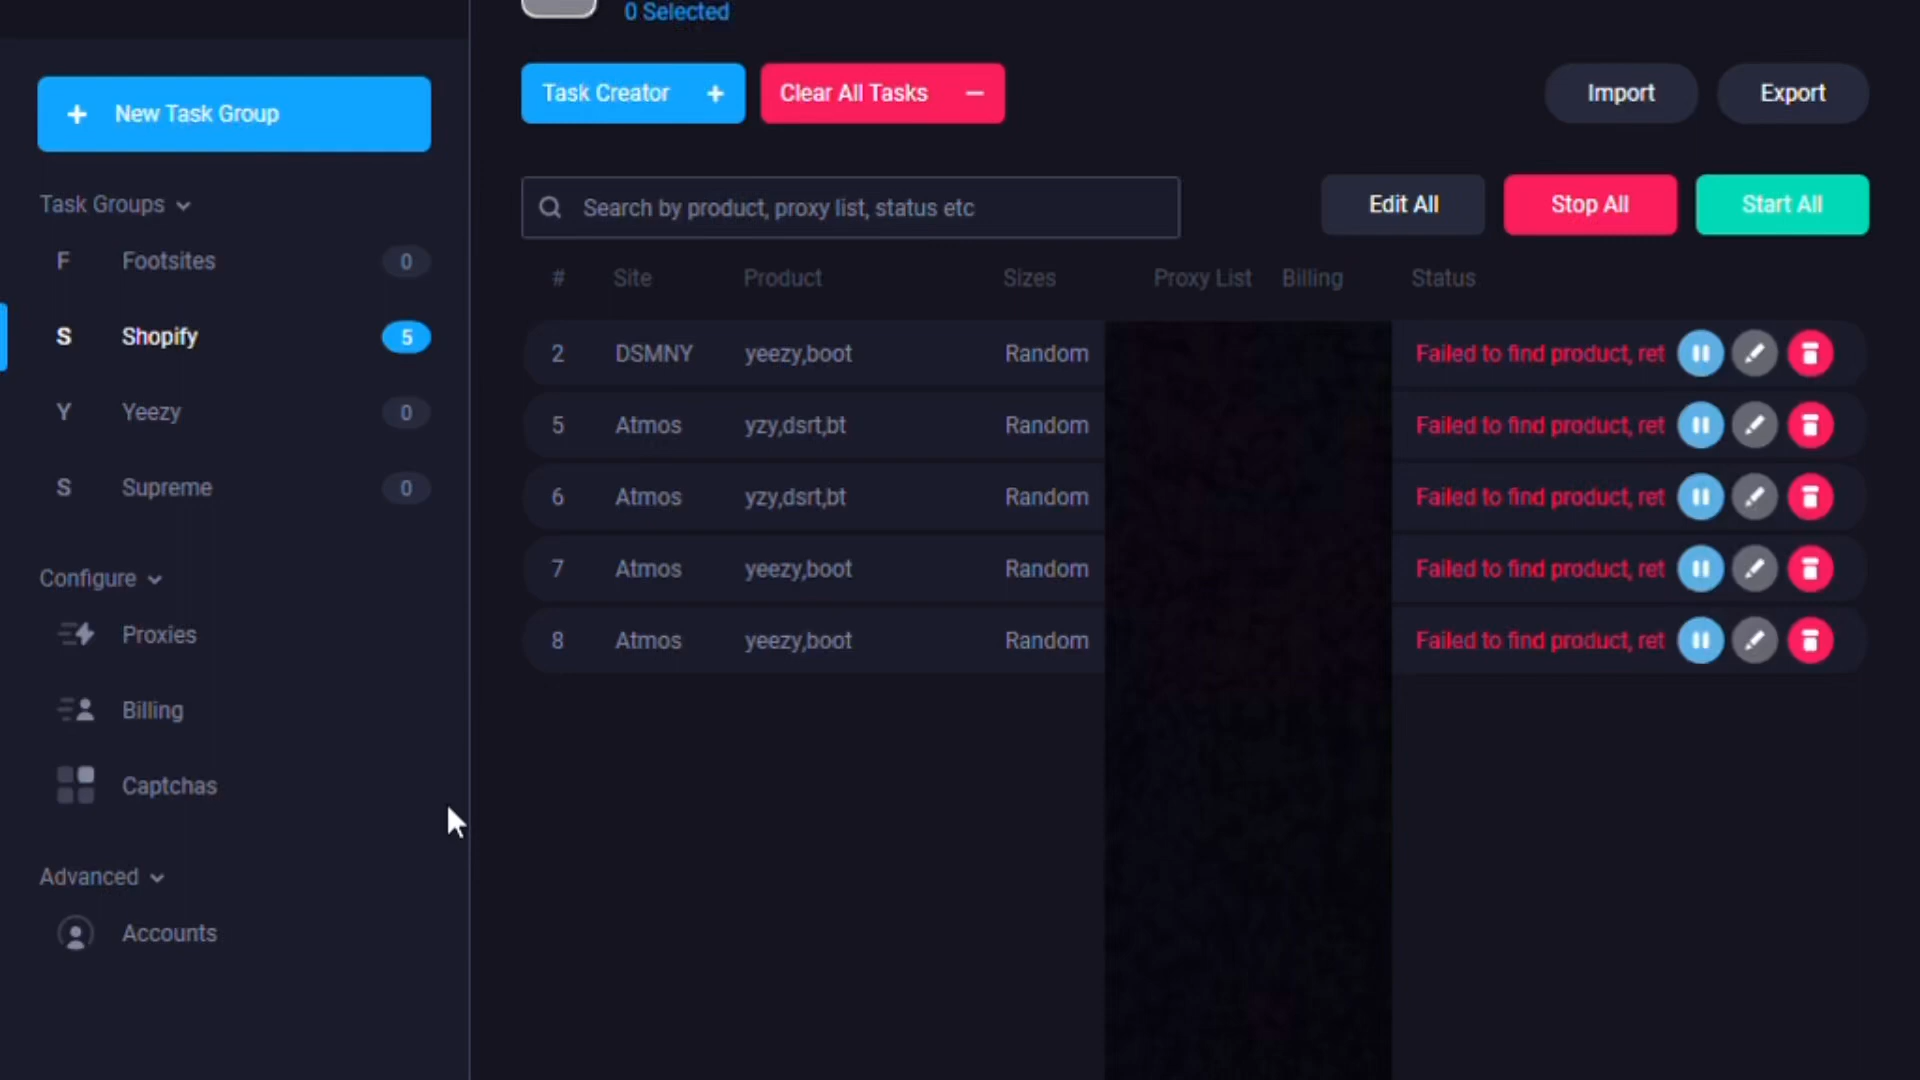 0 Selected
New Task Group
Task Creator +
Clear All Tasks −
Import
Export
Search by product, proxy list, status etc
Edit All
Stop All
Start All
Task Groups
F Footsites 0
S Shopify 5
Y Yeezy 0
S Supreme 0
Configure
Proxies
Billing
Captchas
Advanced
Accounts
# Site Product Sizes Proxy List Billing Status
2 DSMNY yeezy,boot Random Failed to find product, ret
5 Atmos yzy,dsrt,bt Random Failed to find product, ret
6 Atmos yzy,dsrt,bt Random Failed to find product, ret
7 Atmos yeezy,boot Random Failed to find product, ret
8 Atmos yeezy,boot Random Failed to find product, ret